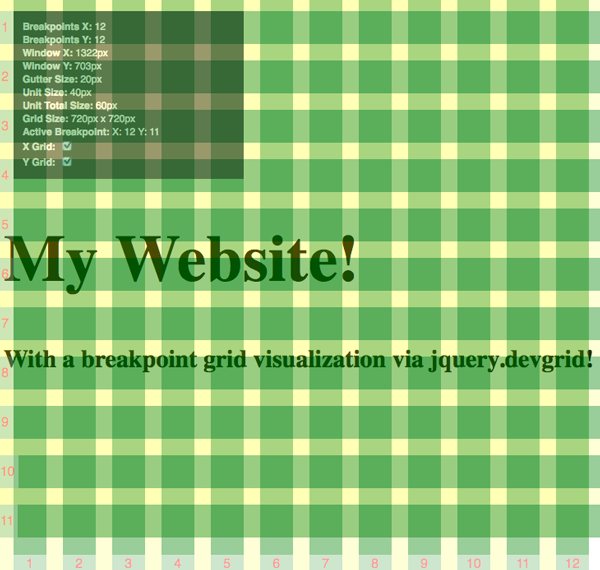 Breakpoints X: 12
Breakpoints Y: 12
Window X: 1322px
Window Y: 703px
Gutter Size: 20px
Unit Size: 40px
Unit Total Size: 60px
Grid Size: 720px x 720px
Active Breakpoint: X: 12 Y: 11
X Grid:
Y Grid:
1
2
3
4
5
My Website!
6
7
With a breakpoint grid visualization via jquery.devgrid!
8
9
10
11
1 2 3 4 5 6 7 8 9 10 11 12